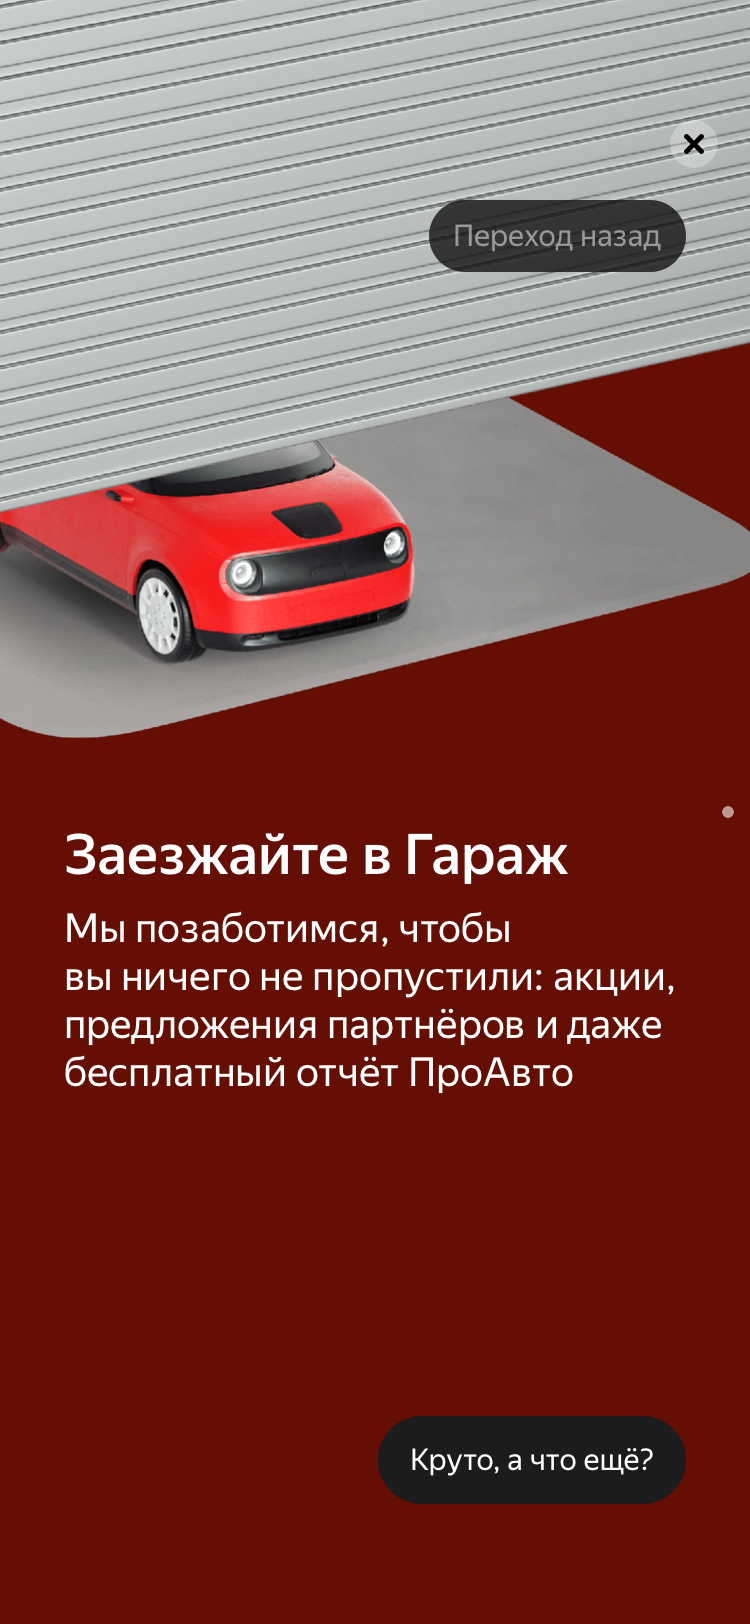 Переход назад
Заезжайте в Гараж
Мы позаботимся, чтобы
вы ничего не пропустили: акции,
предложения партнёров и даже
бесплатный отчёт ПроАвто
Круто, а что ещё?